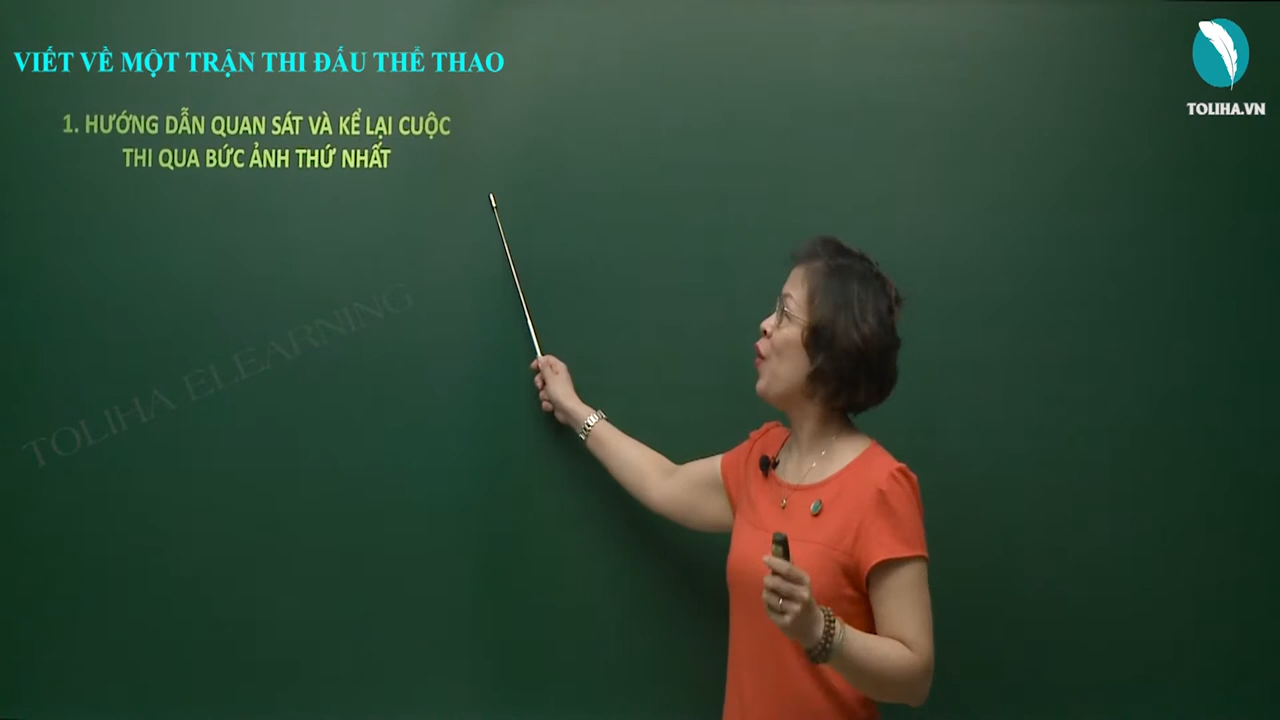 VIẾT VỀ MỘT TRẬN THI ĐẤU THỂ THAO
TOLIHA.VN
1. HƯỚNG DẪN QUAN SÁT VÀ KỂ LẠI CUỘC
THI QUA BỨC ẢNH THỨ NHẤT
TOLIHA ELEARNING